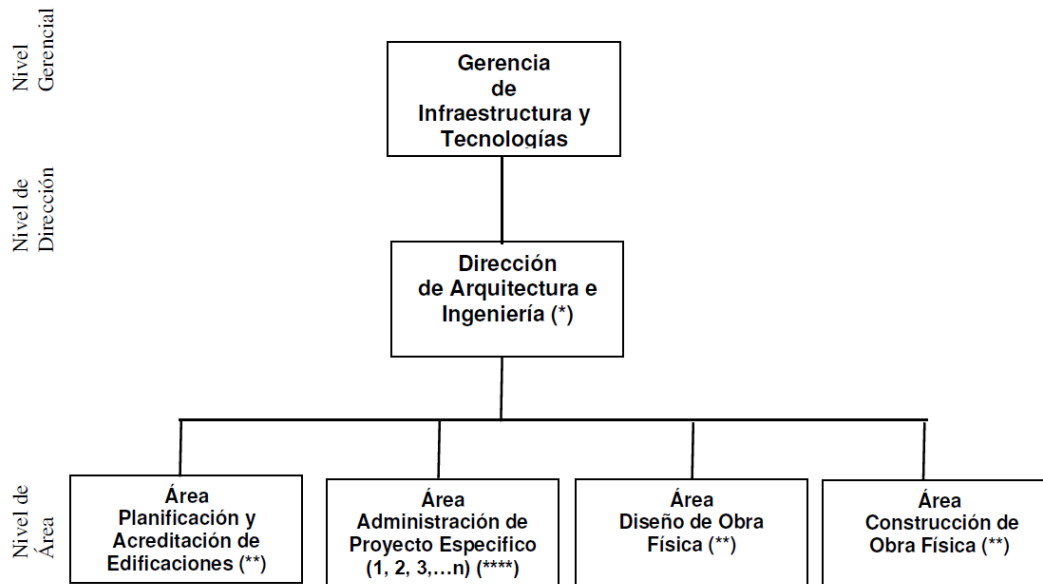 Nivel
Gerencial
Gerencia
de
Infraestructura y
Tecnologías
Nivel de
Dirección
Dirección
de Arquitectura e
Ingeniería (*)
Nivel de
Área
Área
Planificación y
Acreditación de
Edificaciones (**)
Área
Administración de
Proyecto Especifico
(1, 2, 3,...n) (****)
Área
Diseño de Obra
Física (**)
Área
Construcción de
Obra Física (**)